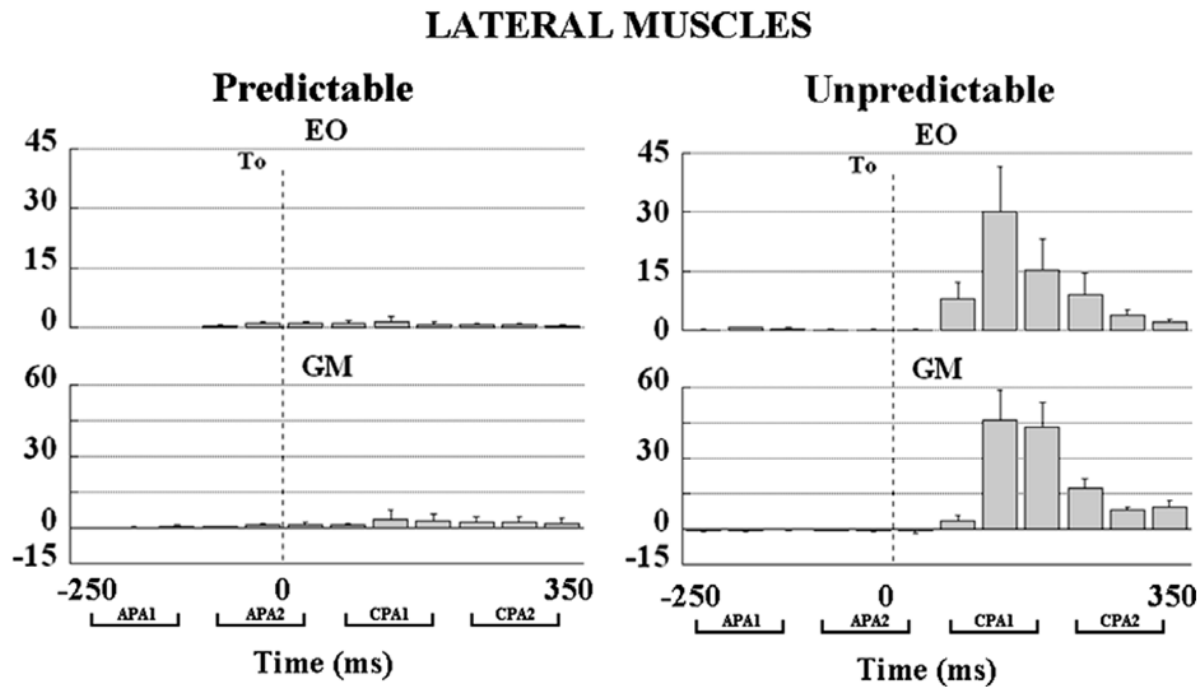 LATERAL MUSCLES
Predictable
EO
45
To
30
15
0
GM
60
30
0
-15
-250 0 350
APA1 APA2 CPA1 CPA2
Time (ms)
Unpredictable
EO
45
To
30
15
0
GM
60
30
0
-15
-250 0 350
APA1 APA2 CPA1 CPA2
Time (ms)